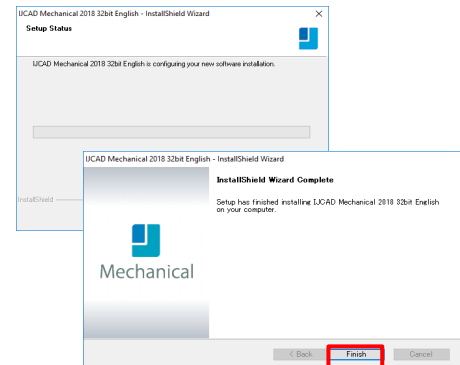 IJCAD Mechanical 2018 32bit English - InstallShield Wizard
Setup Status
IJCAD Mechanical 2018 32bit English is configuring your new software installation.
InstallShield
IJCAD Mechanical 2018 32bit English - InstallShield Wizard
InstallShield Wizard Complete
Setup has finished installing IJCAD Mechanical 2018 32bit English
on your computer.
Mechanical
< Back
Finish
Cancel